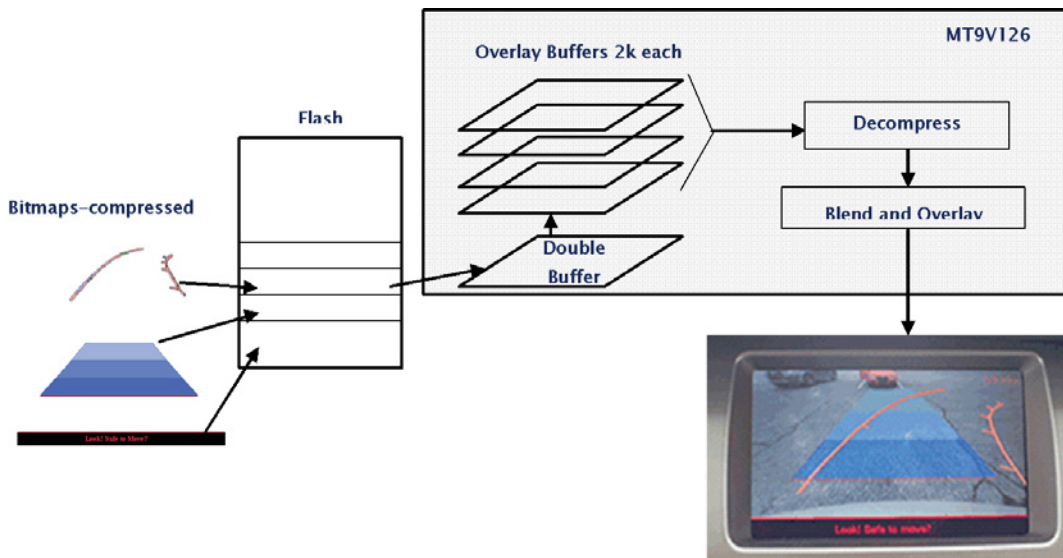 MT9V126
Overlay Buffers 2k each
Flash
Decompress
Bitmaps-compressed
Blend and Overlay
Double
Buffer
Look! Safe to Move?
Look! Safe to move?